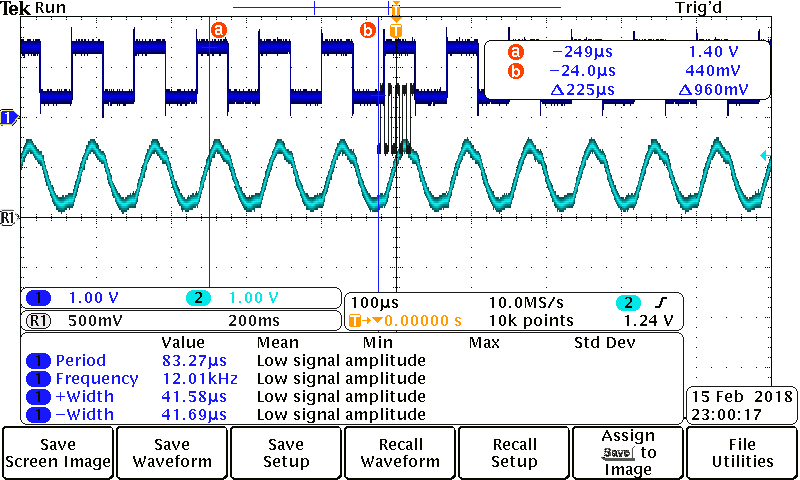 Tek Run Trig'd
a b T
T
a −249µs 1.40 V
b −24.0µs 440mV
Δ225µs Δ960mV
1
R1
1 1.00 V 2 1.00 V
R1 500mV 200ms
100µs 10.0MS/s 2
T→▼0.00000 s 10k points 1.24 V
Value Mean Min Max Std Dev
1 Period 83.27µs Low signal amplitude
1 Frequency 12.01kHz Low signal amplitude
1 +Width 41.58µs Low signal amplitude
1 −Width 41.69µs Low signal amplitude
15 Feb 2018
23:00:17
Save
Screen Image
Save
Waveform
Save
Setup
Recall
Waveform
Recall
Setup
Assign
Save to
Image
File
Utilities